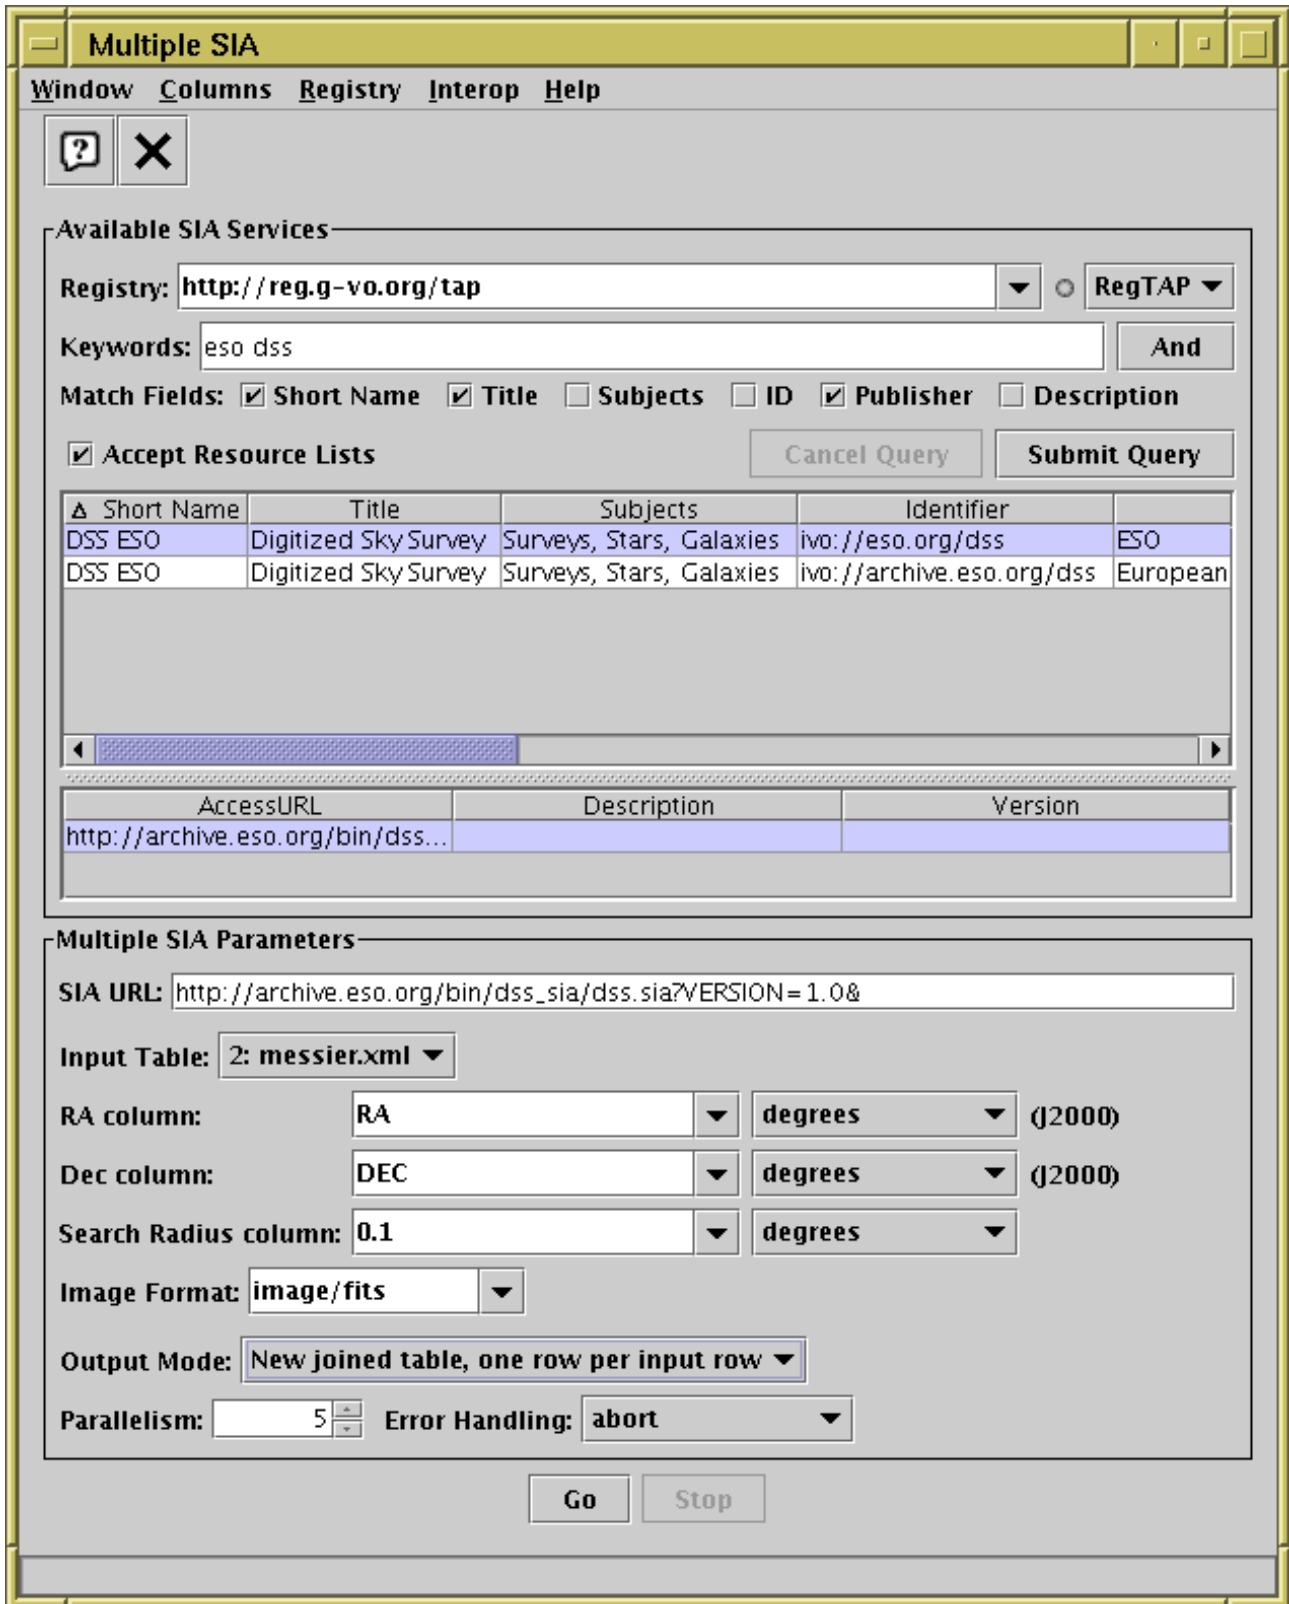 Multiple SIA
Window Columns Registry Interop Help
Available SIA Services
Registry: http://reg.g-vo.org/tap RegTAP
Keywords: eso dss And
Match Fields: Short Name Title Subjects ID Publisher Description
Accept Resource Lists Cancel Query Submit Query
Short Name Title Subjects Identifier
DSS ESO Digitized Sky Survey Surveys, Stars, Galaxies ivo://eso.org/dss ESO
DSS ESO Digitized Sky Survey Surveys, Stars, Galaxies ivo://archive.eso.org/dss European
AccessURL Description Version
http://archive.eso.org/bin/dss...
Multiple SIA Parameters
SIA URL: http://archive.eso.org/bin/dss_sia/dss.sia?VERSION=1.0&
Input Table: 2: messier.xml
RA column: RA degrees (J2000)
Dec column: DEC degrees (J2000)
Search Radius column: 0.1 degrees
Image Format: image/fits
Output Mode: New joined table, one row per input row
Parallelism: 5 Error Handling: abort
Go Stop